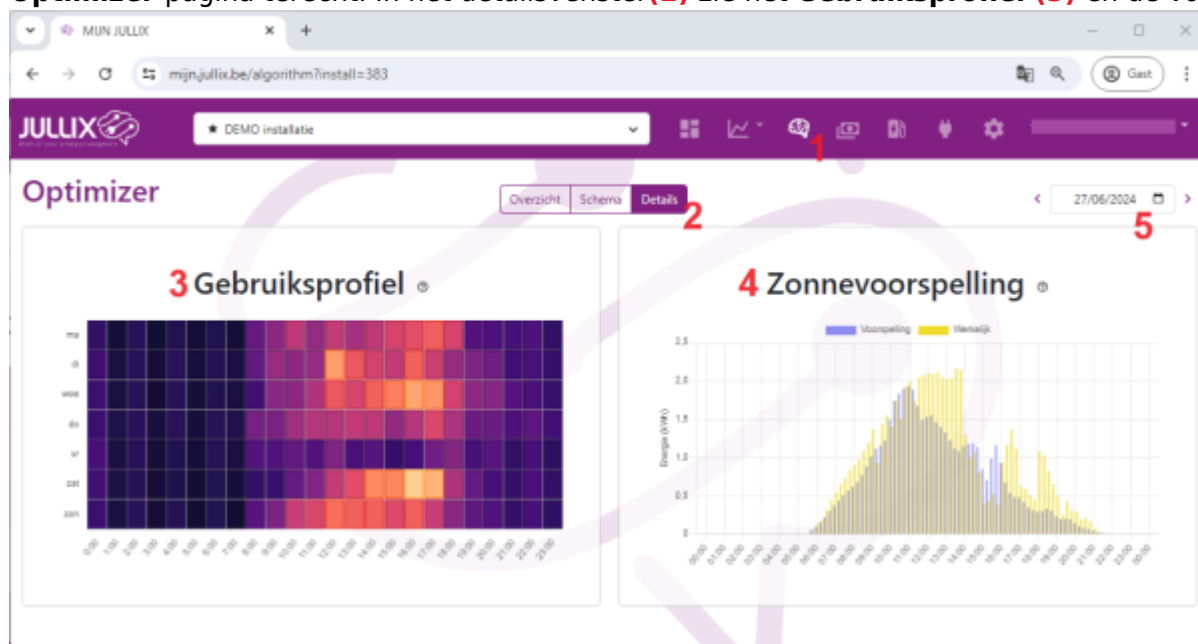 Optimizer pagina terecht. In het detailsvenster (2) zie
Gebruiksprofiel (3) en de
MIJN JULLIX
mijn.jullix.be/algorithm?install=383
Gast
JULLIX
★ DEMO installatie
1
Optimizer
Overzicht Schema Details
2
27/06/2024
5
3 Gebruiksprofiel
ma
di
woe
do
vr
zat
zon
0:00 1:00 2:00 3:00 4:00 5:00 6:00 7:00 8:00 9:00 10:00 11:00 12:00 13:00 14:00 15:00 16:00 17:00 18:00 19:00 20:00 21:00 22:00 23:00
4 Zonnevoorspelling
Voorspelling Werkelijk
Energie (kWh)
2,5
2,0
1,5
1,0
0,5
0
00:00 01:00 02:00 03:00 04:00 05:00 06:00 07:00 08:00 09:00 10:00 11:00 12:00 13:00 14:00 15:00 16:00 17:00 18:00 19:00 20:00 21:00 22:00 23:00 00:00